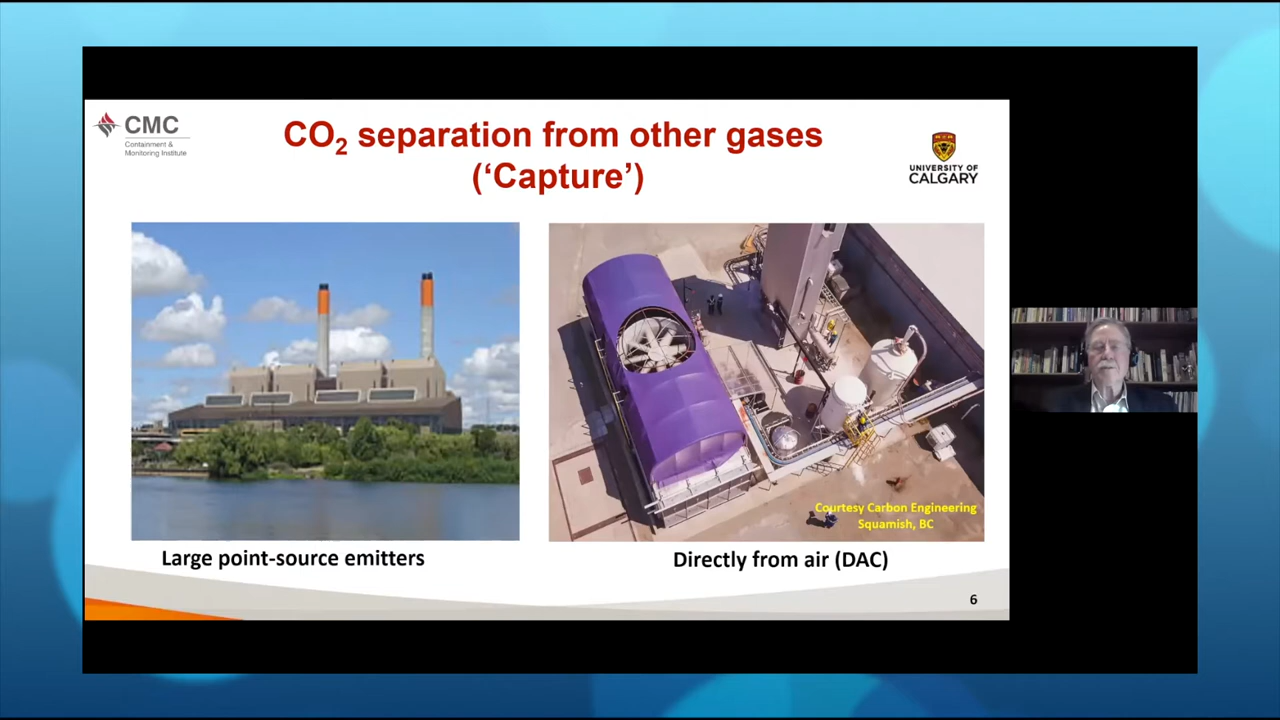 CMC
Containment &
Monitoring Institute
CO₂ separation from other gases
(‘Capture’)
UNIVERSITY OF
CALGARY
Courtesy Carbon Engineering
Squamish, BC
Large point-source emitters
Directly from air (DAC)
6